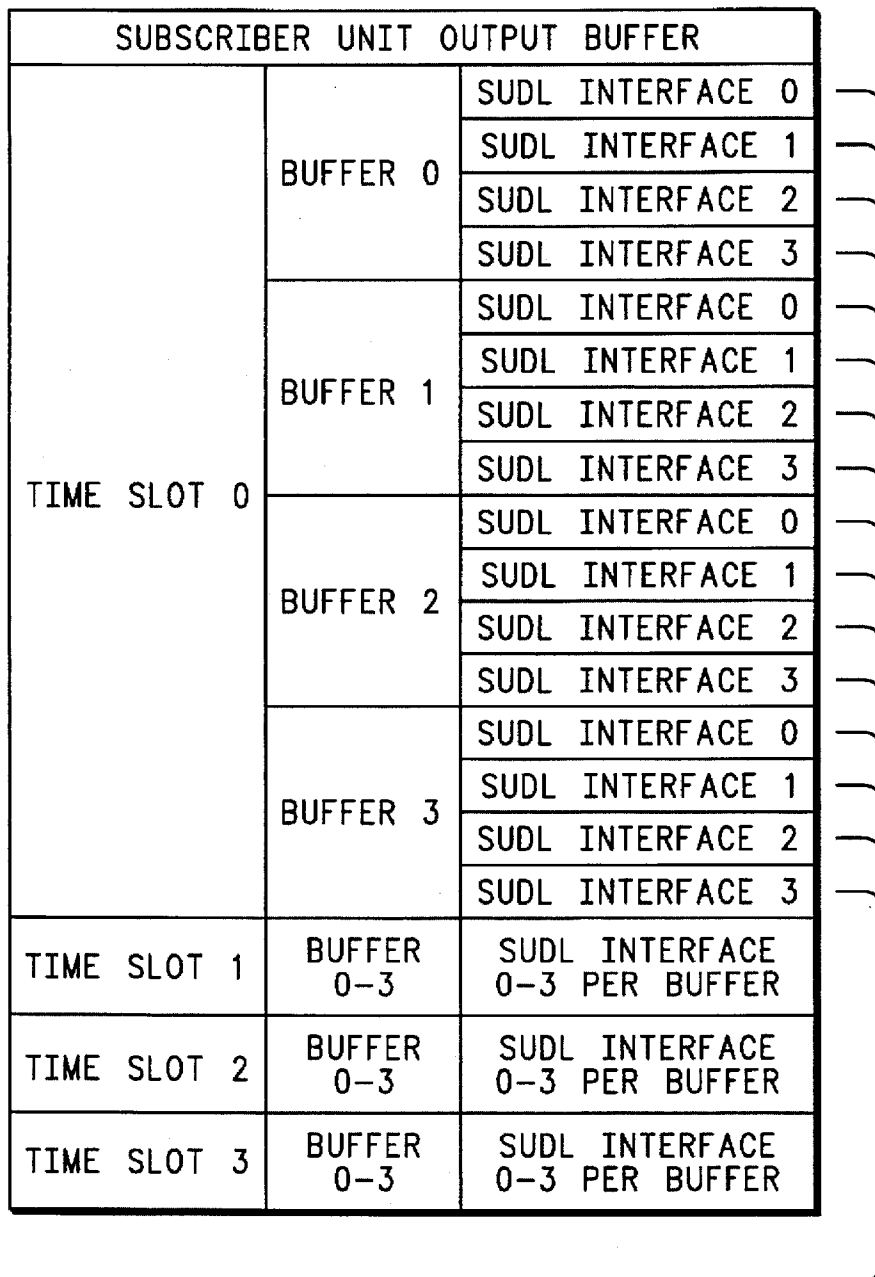 SUBSCRIBER UNIT OUTPUT BUFFER
TIME SLOT 0
BUFFER 0
SUDL INTERFACE 0
SUDL INTERFACE 1
SUDL INTERFACE 2
SUDL INTERFACE 3
BUFFER 1
SUDL INTERFACE 0
SUDL INTERFACE 1
SUDL INTERFACE 2
SUDL INTERFACE 3
BUFFER 2
SUDL INTERFACE 0
SUDL INTERFACE 1
SUDL INTERFACE 2
SUDL INTERFACE 3
BUFFER 3
SUDL INTERFACE 0
SUDL INTERFACE 1
SUDL INTERFACE 2
SUDL INTERFACE 3
TIME SLOT 1
BUFFER
0-3
SUDL INTERFACE
0-3 PER BUFFER
TIME SLOT 2
BUFFER
0-3
SUDL INTERFACE
0-3 PER BUFFER
TIME SLOT 3
BUFFER
0-3
SUDL INTERFACE
0-3 PER BUFFER